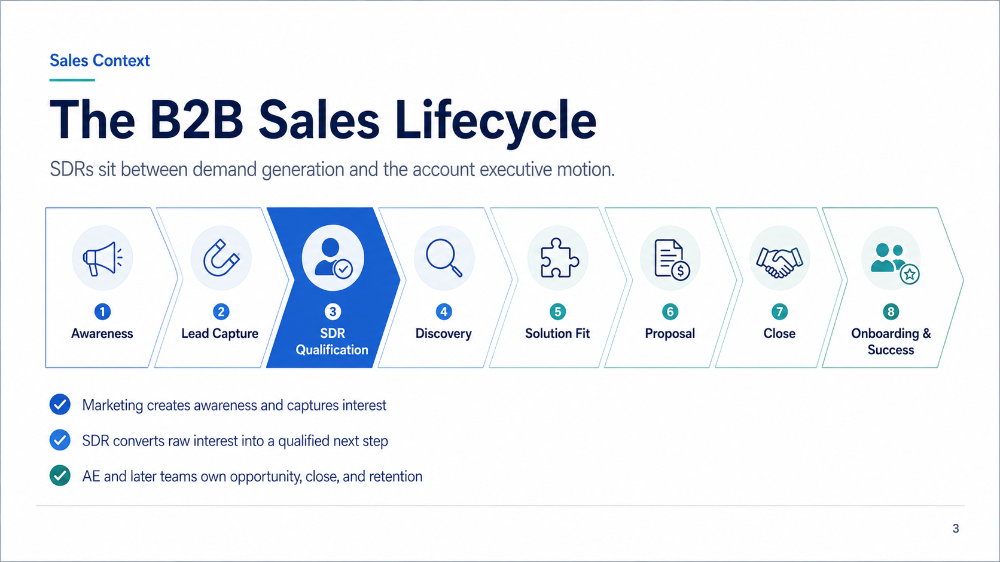 Sales Context
The B2B Sales Lifecycle
SDRs sit between demand generation and the account executive motion.
1
Awareness
2
Lead Capture
3
SDR
Qualification
4
Discovery
5
Solution Fit
$
6
Proposal
7
Close
8
Onboarding &
Success
Marketing creates awareness and captures interest
SDR converts raw interest into a qualified next step
AE and later teams own opportunity, close, and retention
3